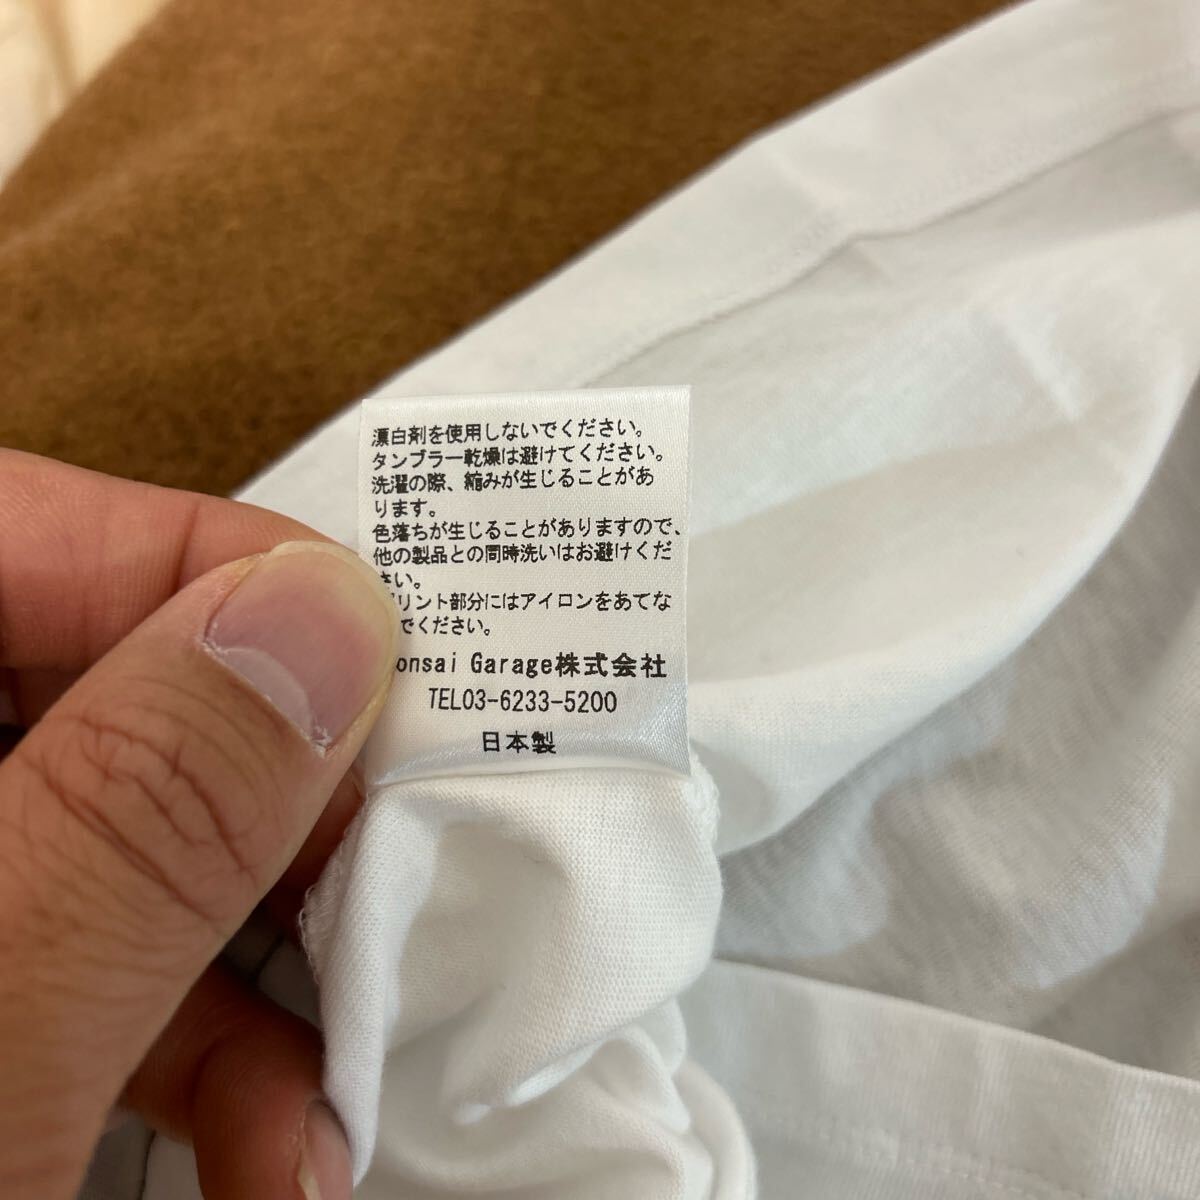 漂白剤を使用しないでください。
タンブラー乾燥は避けてください。
洗濯の際、縮みが生じることがあ
ります。
色落ちが生じることがありますので、
他の製品との同時洗いはお避けくだ
さい。
リント部分にはアイロンをあてな
でください。
onsai Garage株式会社
TEL03-6233-5200
日本製